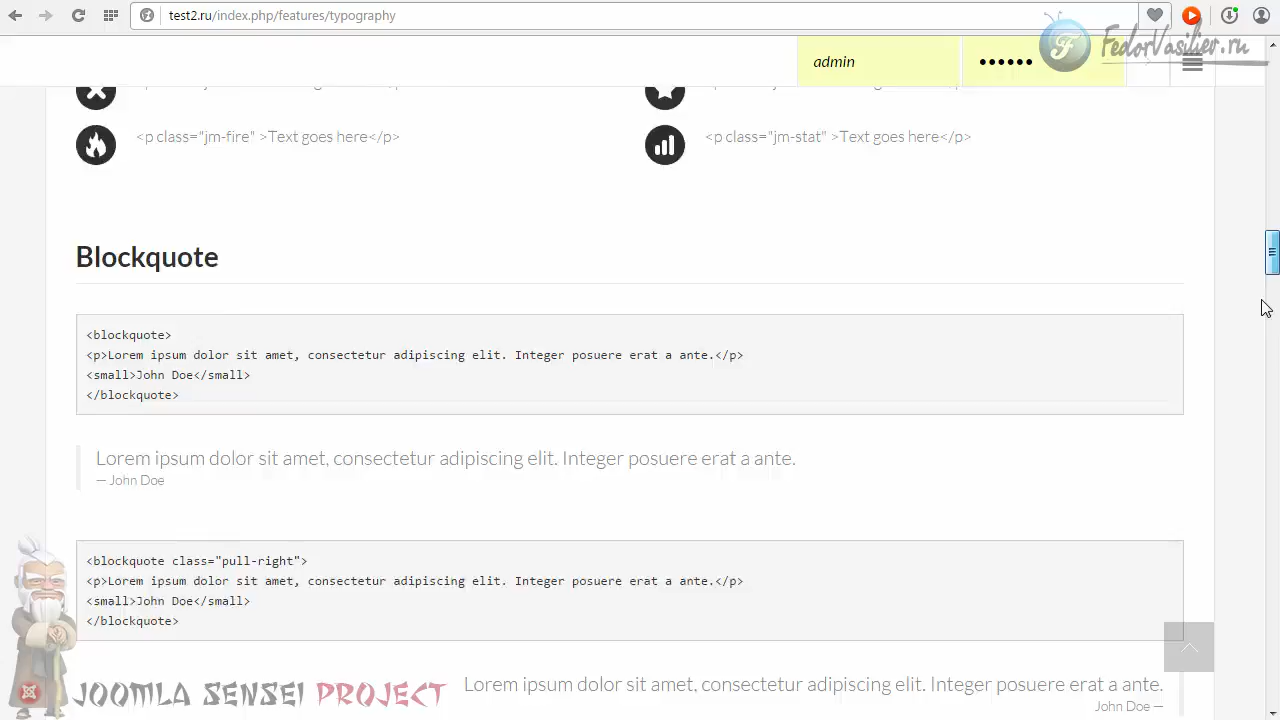 test2.ru/index.php/features/typography
admin
FedorVasiliev.ru
<p class="jm-fire" >Text goes here</p>
<p class="jm-stat" >Text goes here</p>
Blockquote
<blockquote>
<p>Lorem ipsum dolor sit amet, consectetur adipiscing elit. Integer posuere erat a ante.</p>
<small>John Doe</small>
</blockquote>
Lorem ipsum dolor sit amet, consectetur adipiscing elit. Integer posuere erat a ante.
— John Doe
<blockquote class="pull-right">
<p>Lorem ipsum dolor sit amet, consectetur adipiscing elit. Integer posuere erat a ante.</p>
<small>John Doe</small>
</blockquote>
Lorem ipsum dolor sit amet, consectetur adipiscing elit. Integer posuere erat a ante.
John Doe —
JOOMLA SENSEI PROJECT